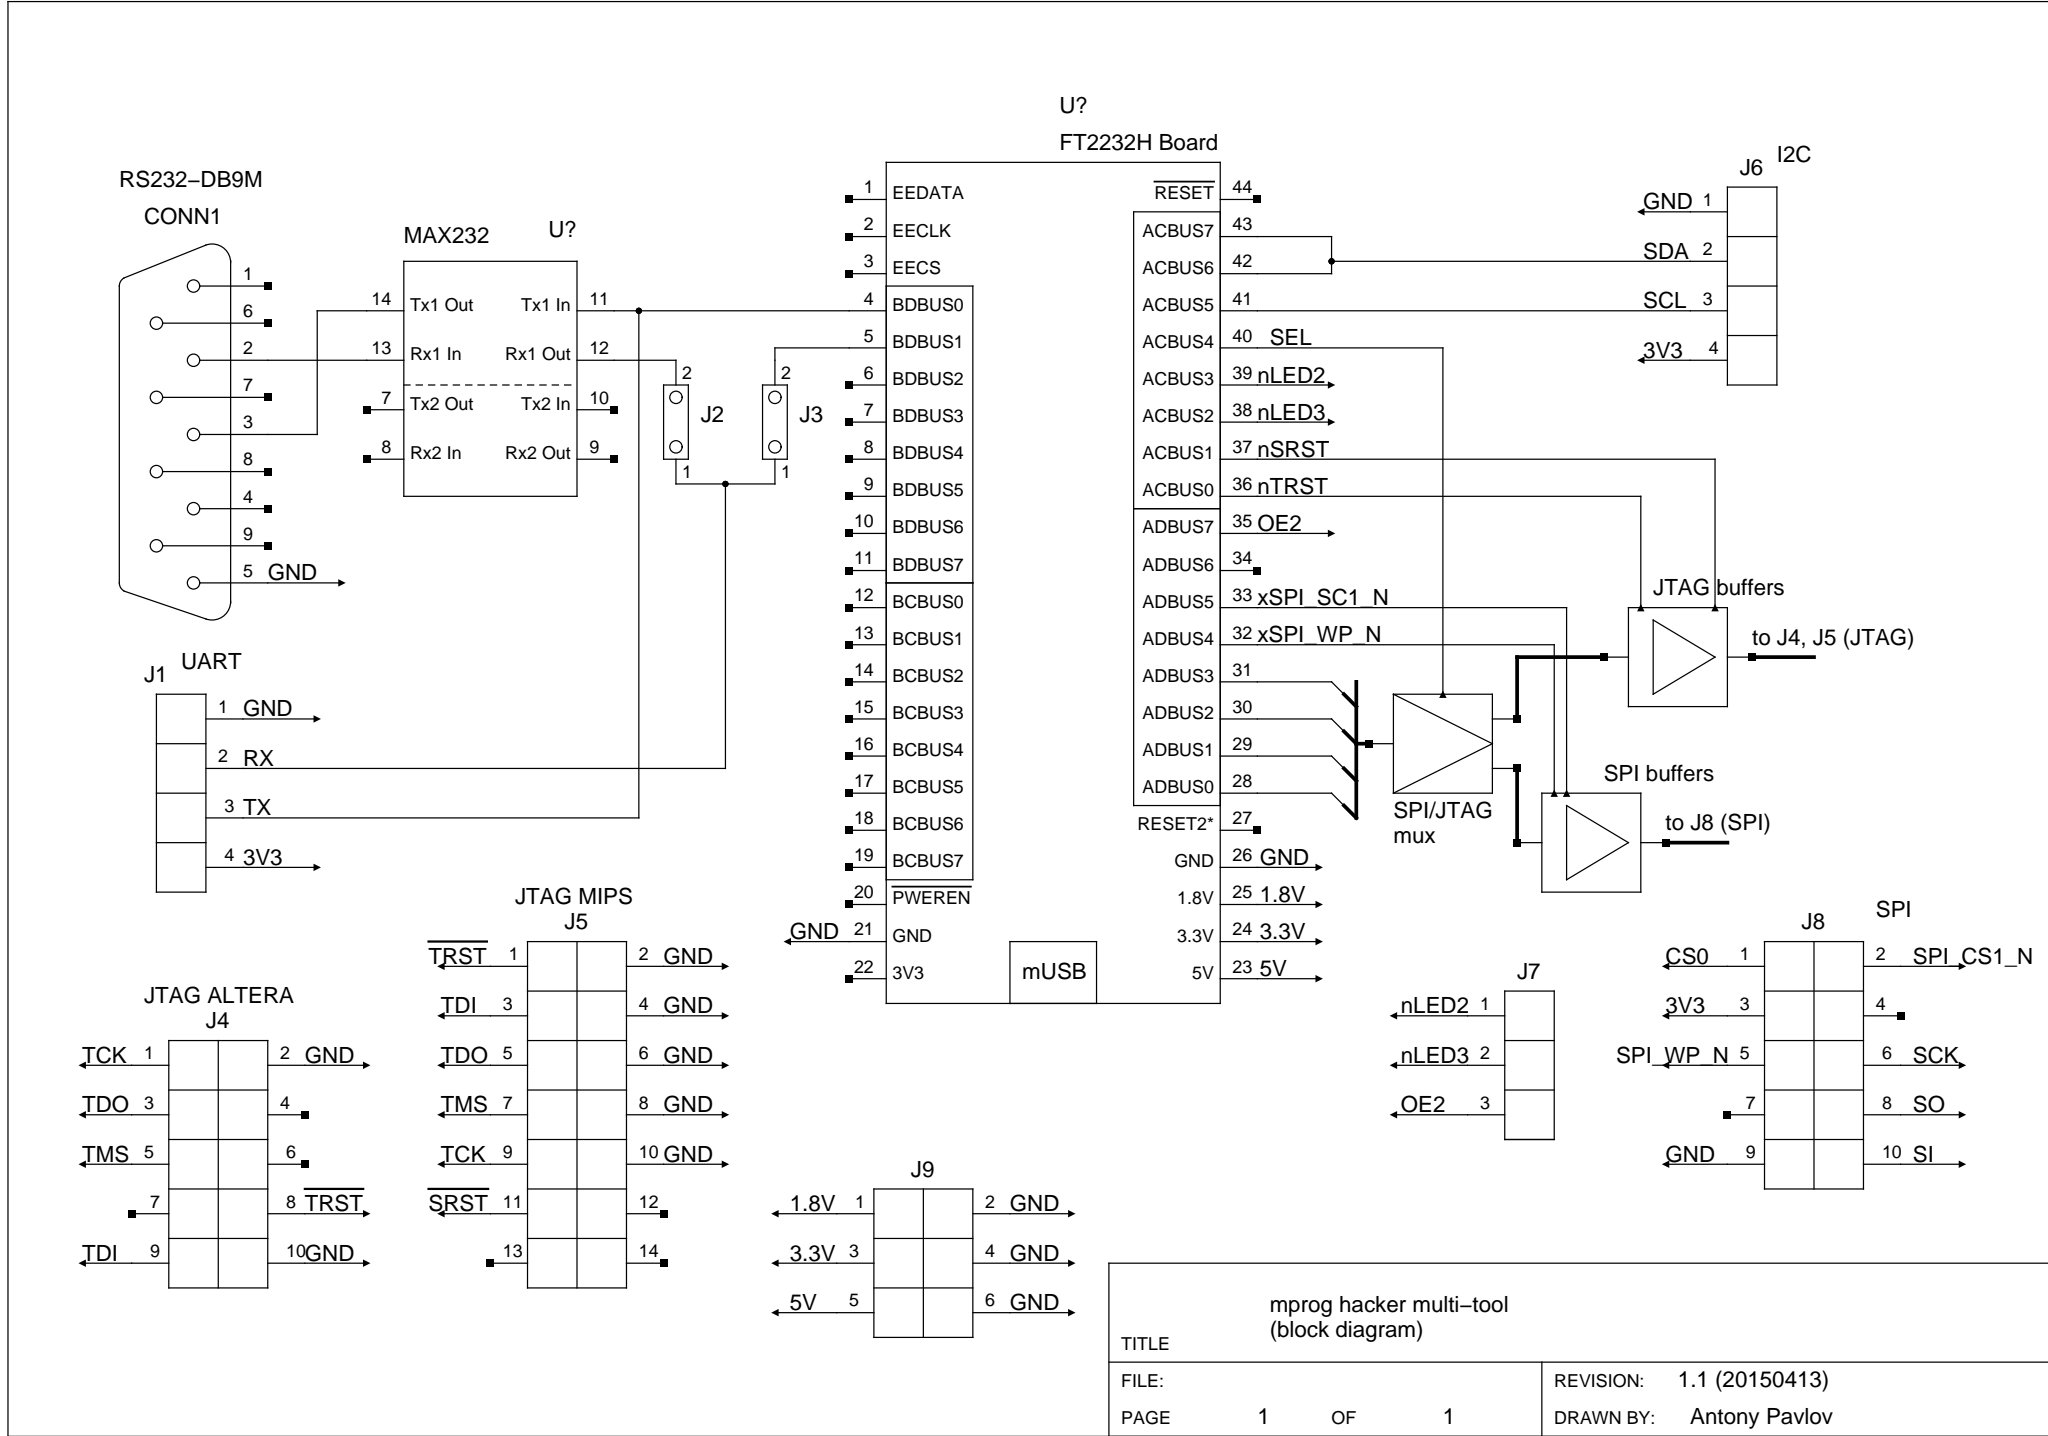 U?
FT2232H Board
RS232–DB9M
CONN1
1
6
2
7
3
8
4
9
5 GND
MAX232 U?
14 Tx1 Out Tx1 In 11
13 Rx1 In Rx1 Out 12
7 Tx2 Out Tx2 In 10
8 Rx2 In Rx2 Out 9
2
J2
1
2
J3
1
1 EEDATA
2 EECLK
3 EECS
4 BDBUS0
5 BDBUS1
6 BDBUS2
7 BDBUS3
8 BDBUS4
9 BDBUS5
10 BDBUS6
11 BDBUS7
12 BCBUS0
13 BCBUS1
14 BCBUS2
15 BCBUS3
16 BCBUS4
17 BCBUS5
18 BCBUS6
19 BCBUS7
20 PWEREN
GND 21 GND
22 3V3
mUSB
RESET 44
ACBUS7 43
ACBUS6 42
ACBUS5 41
ACBUS4 40 SEL
ACBUS3 39 nLED2
ACBUS2 38 nLED3
ACBUS1 37 nSRST
ACBUS0 36 nTRST
ADBUS7 35 OE2
ADBUS6 34
ADBUS5 33 xSPI_SC1_N
ADBUS4 32 xSPI_WP_N
ADBUS3 31
ADBUS2 30
ADBUS1 29
ADBUS0 28
RESET2* 27
GND 26 GND
1.8V 25 1.8V
3.3V 24 3.3V
5V 23 5V
J6 I2C
GND 1
SDA 2
SCL 3
3V3 4
JTAG buffers
to J4, J5 (JTAG)
SPI/JTAG
mux
SPI buffers
to J8 (SPI)
J1 UART
1 GND
2 RX
3 TX
4 3V3
JTAG ALTERA
J4
TCK 1 2 GND
TDO 3 4
TMS 5 6
7 8 TRST
TDI 9 10 GND
JTAG MIPS
J5
TRST 1 2 GND
TDI 3 4 GND
TDO 5 6 GND
TMS 7 8 GND
TCK 9 10 GND
SRST 11 12
13 14
J9
1.8V 1 2 GND
3.3V 3 4 GND
5V 5 6 GND
J7
nLED2 1
nLED3 2
OE2 3
J8 SPI
CS0 1 2 SPI_CS1_N
3V3 3 4
SPI_WP_N 5 6 SCK
7 8 SO
GND 9 10 SI
mprog hacker multi–tool
(block diagram)
TITLE
FILE:
REVISION: 1.1 (20150413)
PAGE 1 OF 1
DRAWN BY: Antony Pavlov